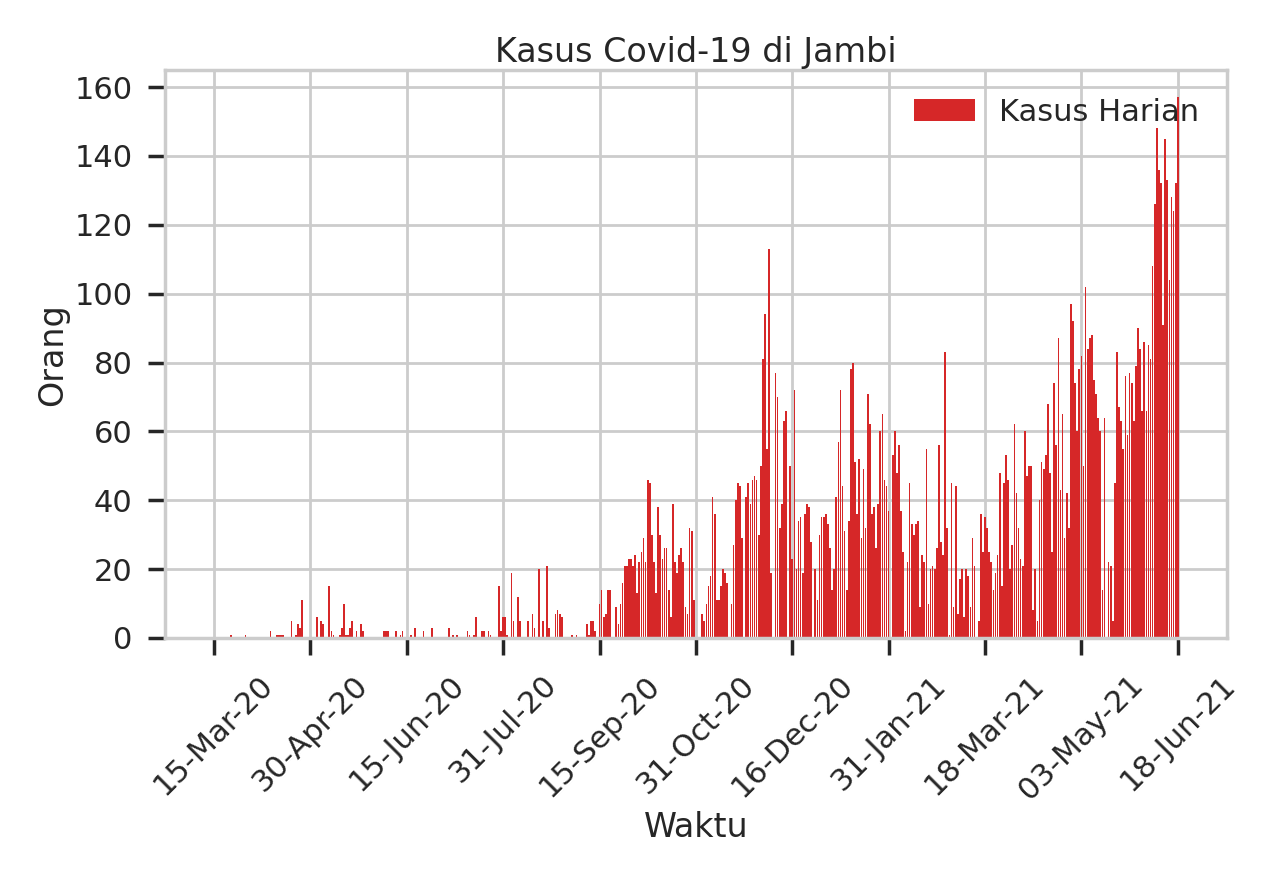 Kasus Covid-19 di Jambi
Kasus Harian
Orang
160
140
120
100
80
60
40
20
0
15-Mar-20
30-Apr-20
15-Jun-20
31-Jul-20
15-Sep-20
31-Oct-20
16-Dec-20
31-Jan-21
18-Mar-21
03-May-21
18-Jun-21
Waktu